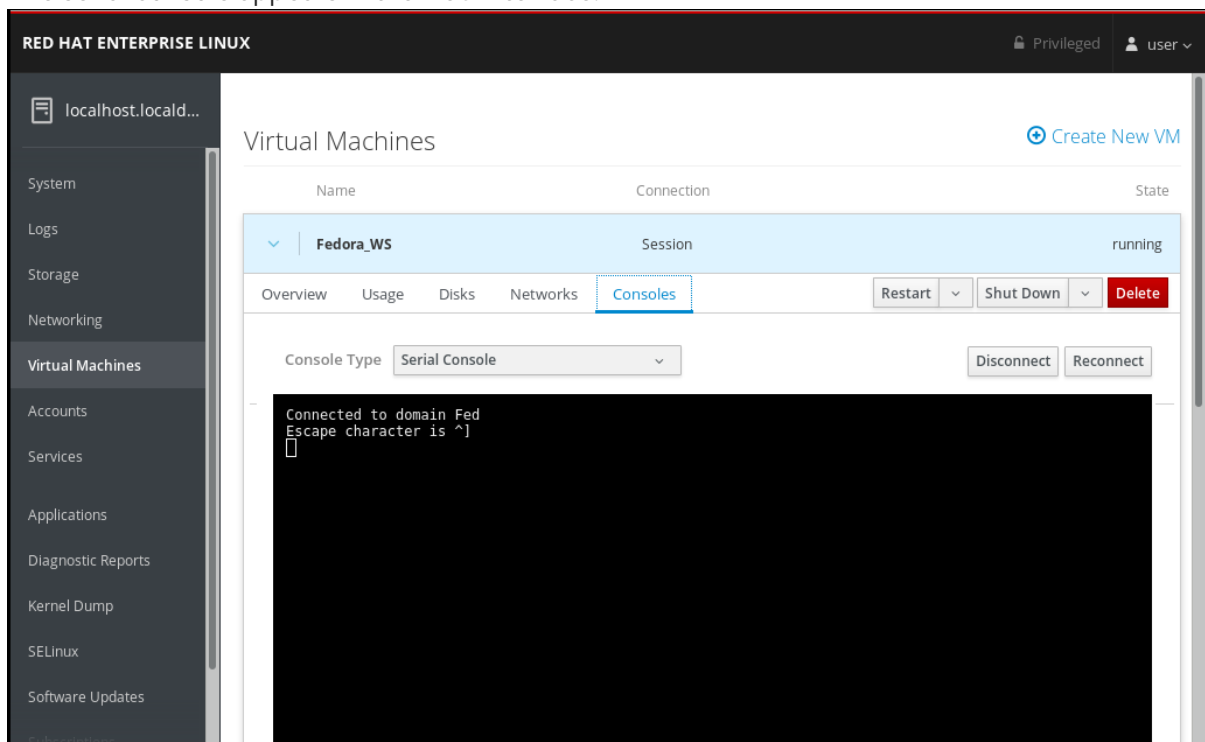 RED HAT ENTERPRISE LINUX
Privileged
user
localhost.locald...
Virtual Machines
Create New VM
System
Name
Connection
State
Logs
Fedora_WS
Session
running
Storage
Overview
Usage
Disks
Networks
Consoles
Restart
Shut Down
Delete
Networking
Virtual Machines
Console Type
Serial Console
Disconnect
Reconnect
Accounts
Connected to domain Fed
Escape character is ^]
Services
Applications
Diagnostic Reports
Kernel Dump
SELinux
Software Updates